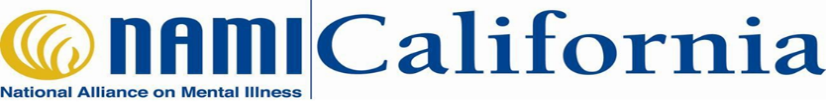 NAMI California
National Alliance on Mental Illness